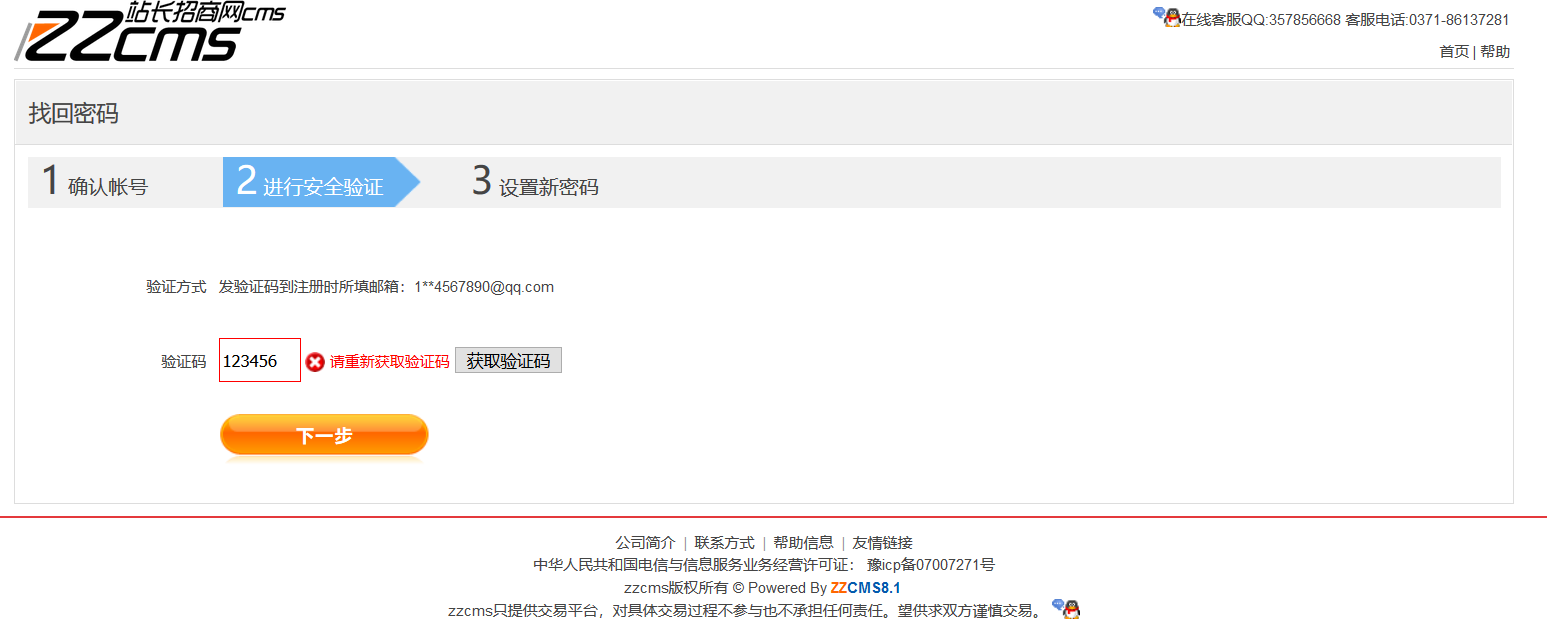 站长招商网cms
ZZcms
在线客服QQ:357856668 客服电话:0371-86137281
首页 | 帮助
找回密码
1 确认帐号 2 进行安全验证 3 设置新密码
验证方式 发验证码到注册时所填邮箱：1**4567890@qq.com
验证码 123456 请重新获取验证码 获取验证码
下一步
公司简介 | 联系方式 | 帮助信息 | 友情链接
中华人民共和国电信与信息服务业务经营许可证： 豫icp备07007271号
zzcms版权所有 © Powered By ZZCMS8.1
zzcms只提供交易平台，对具体交易过程不参与也不承担任何责任。望供求双方谨慎交易。